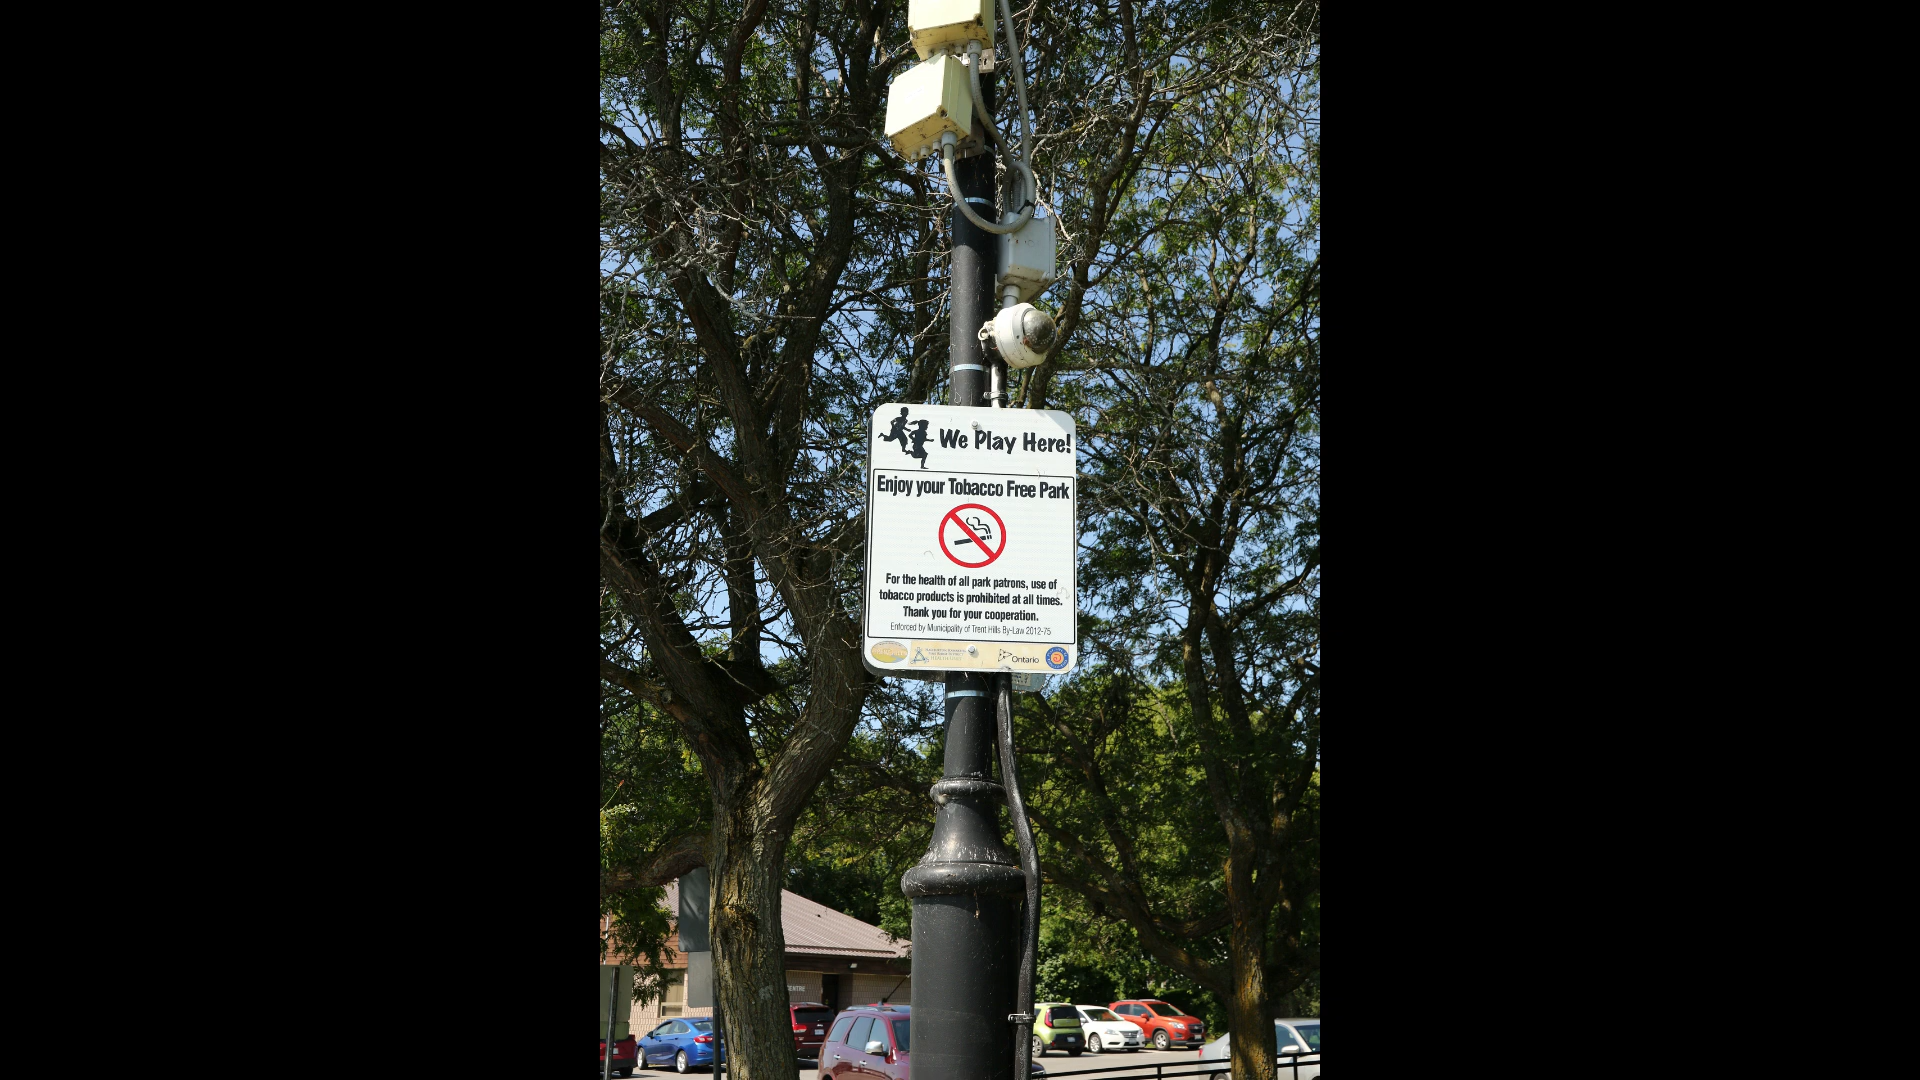 We Play Here!
Enjoy your Tobacco Free Park
For the health of all park patrons, use of
tobacco products is prohibited at all times.
Thank you for your cooperation.
Enforced by Municipality of Trent Hills By-Law 2012-75
Ontario